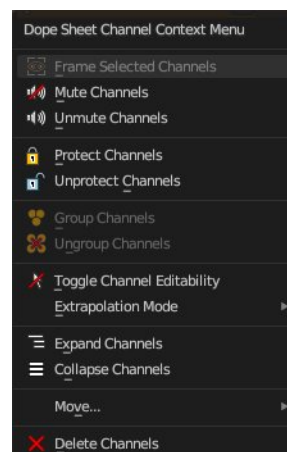 Dope Sheet Channel Context Menu
Frame Selected Channels
Mute Channels
Unmute Channels
Protect Channels
Unprotect Channels
Group Channels
Ungroup Channels
Toggle Channel Editability
Extrapolation Mode
Expand Channels
Collapse Channels
Move...
Delete Channels